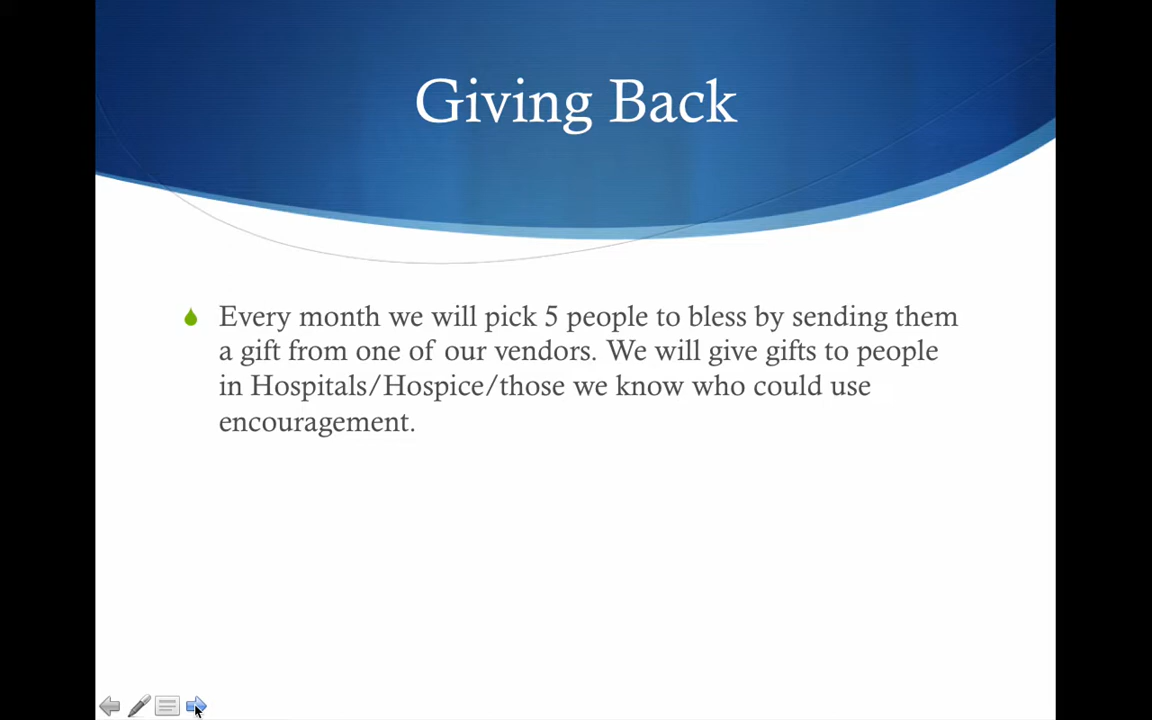 Giving Back
Every month we will pick 5 people to bless by sending them
a gift from one of our vendors. We will give gifts to people
in Hospitals/Hospice/those we know who could use
encouragement.